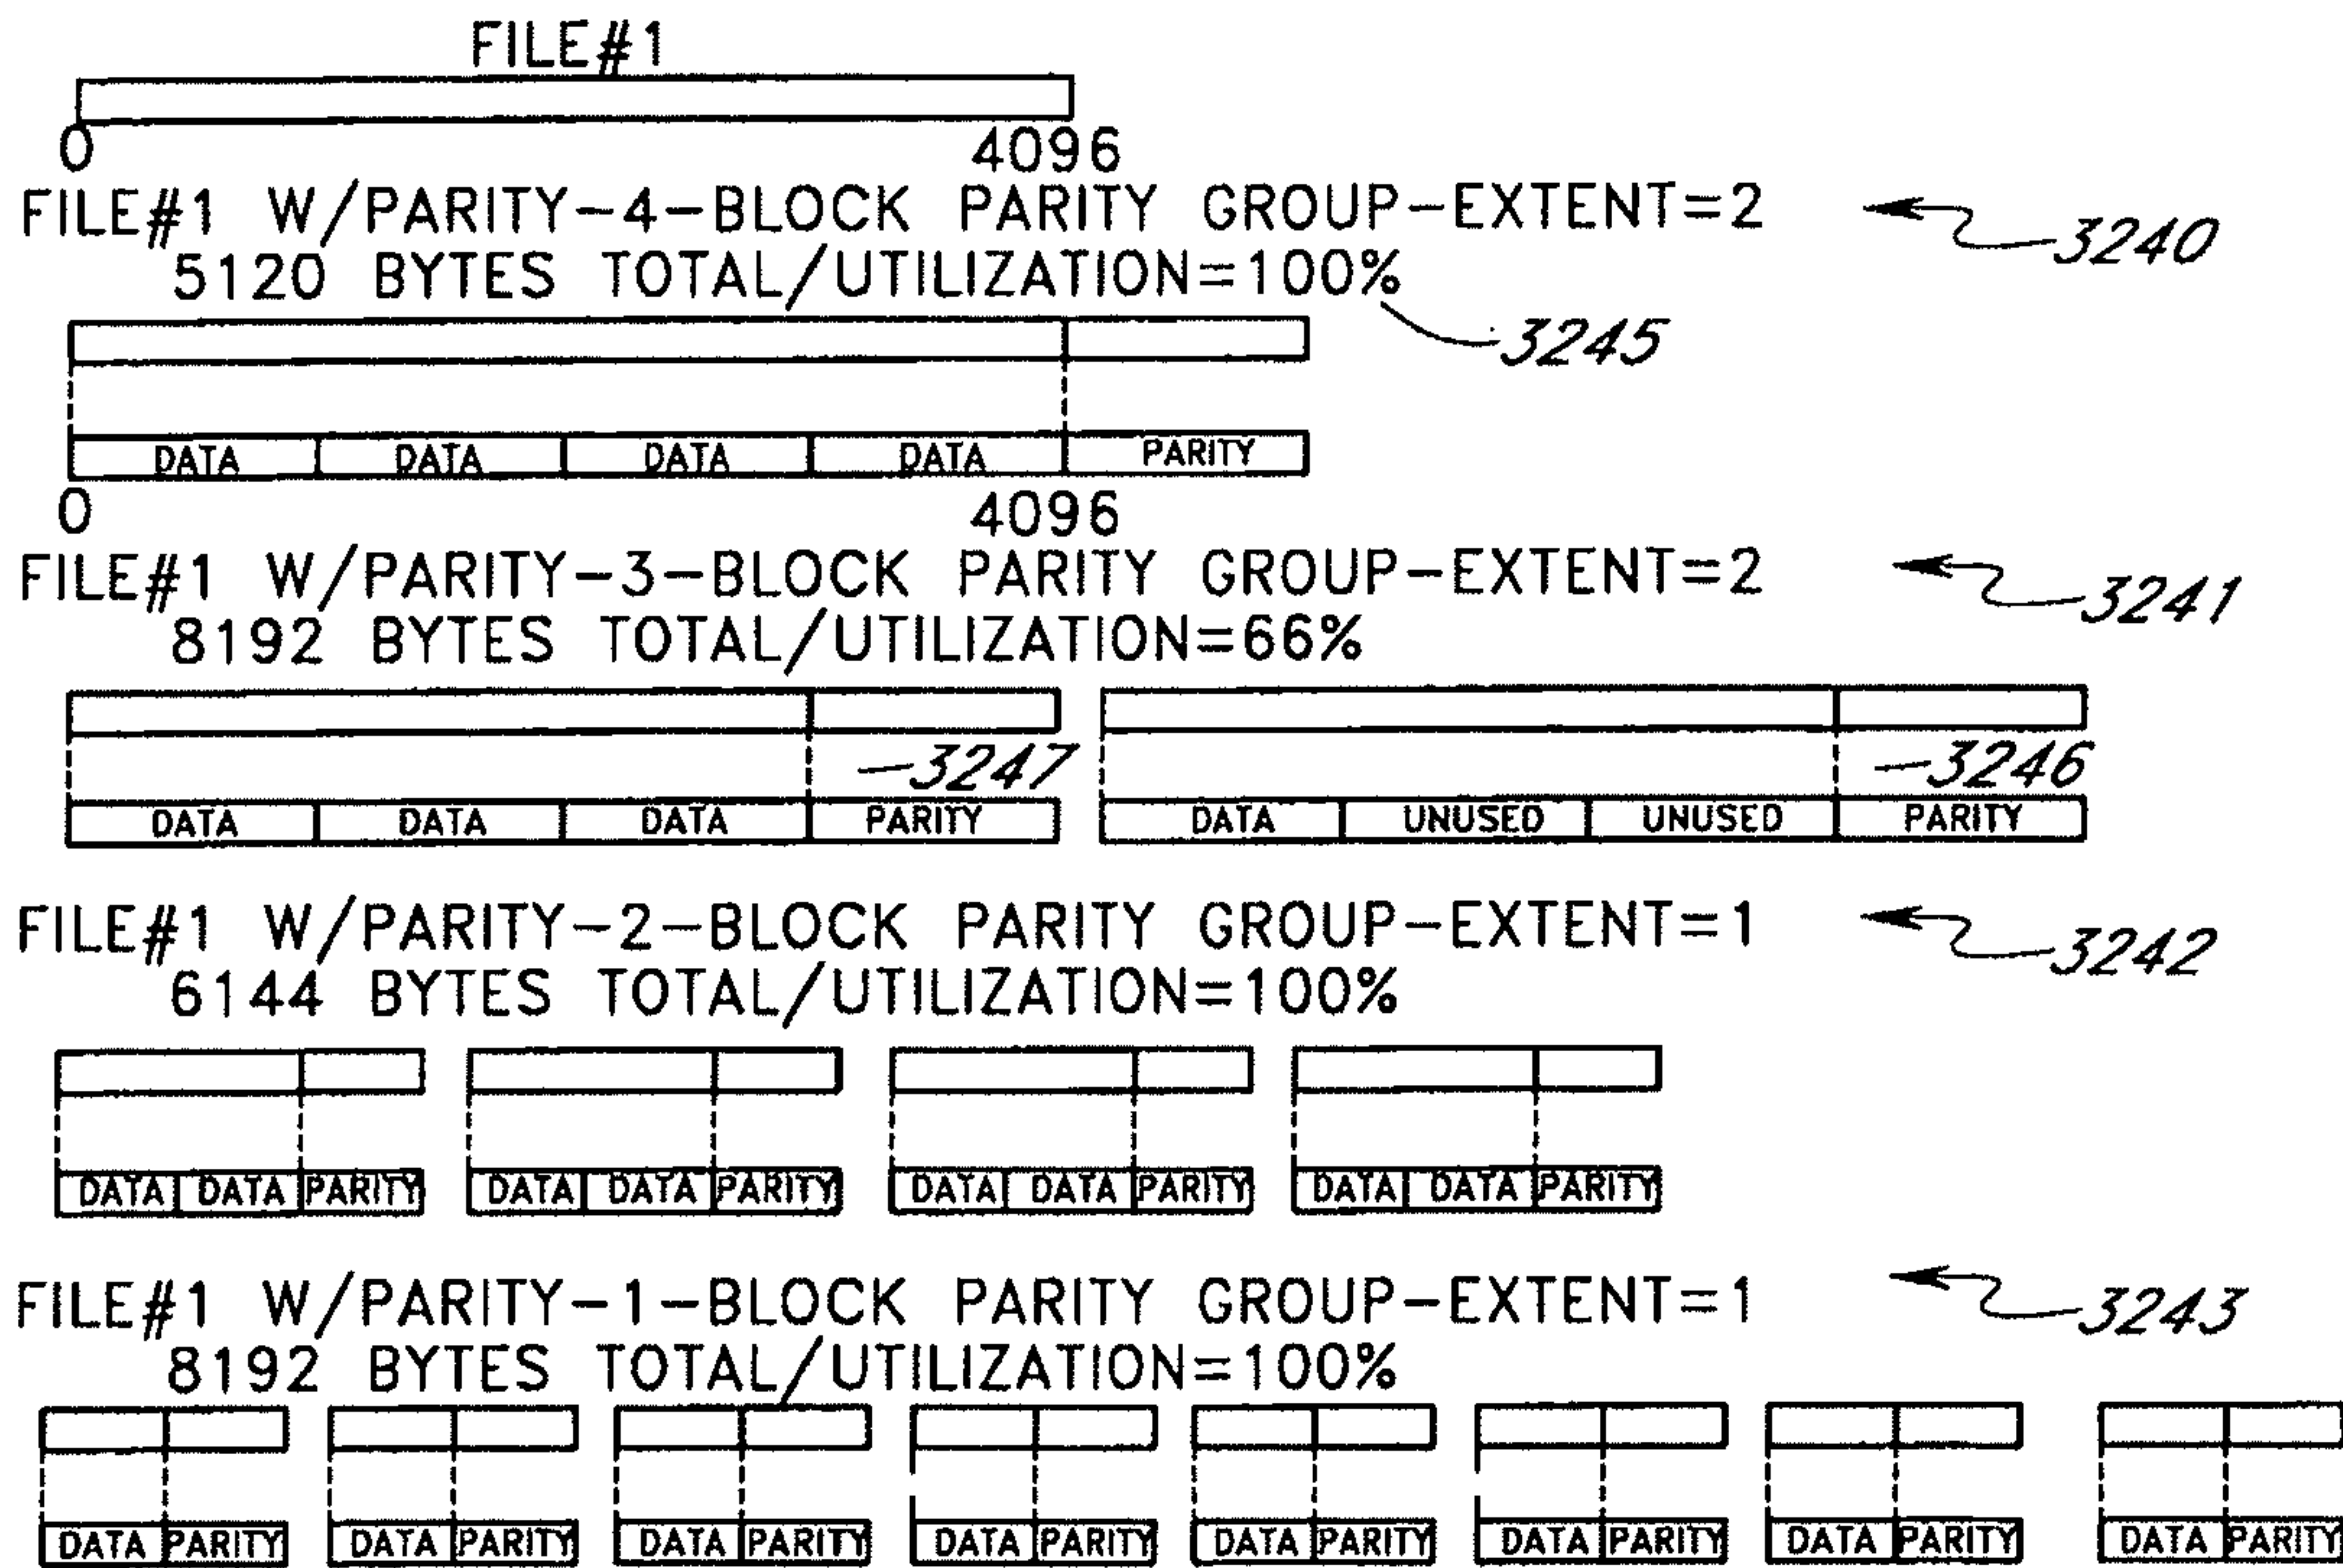 FILE#1
0 4096
FILE#1 W/PARITY-4-BLOCK PARITY GROUP-EXTENT=2 3240
5120 BYTES TOTAL/UTILIZATION=100%
3245
DATA DATA DATA DATA PARITY
0 4096
FILE#1 W/PARITY-3-BLOCK PARITY GROUP-EXTENT=2 3241
8192 BYTES TOTAL/UTILIZATION=66%
3247 3246
DATA DATA DATA PARITY DATA UNUSED UNUSED PARITY
FILE#1 W/PARITY-2-BLOCK PARITY GROUP-EXTENT=1 3242
6144 BYTES TOTAL/UTILIZATION=100%
DATA DATA PARITY DATA DATA PARITY DATA DATA PARITY DATA DATA PARITY
FILE#1 W/PARITY-1-BLOCK PARITY GROUP-EXTENT=1 3243
8192 BYTES TOTAL/UTILIZATION=100%
DATA PARITY DATA PARITY DATA PARITY DATA PARITY DATA PARITY DATA PARITY DATA PARITY DATA PARITY